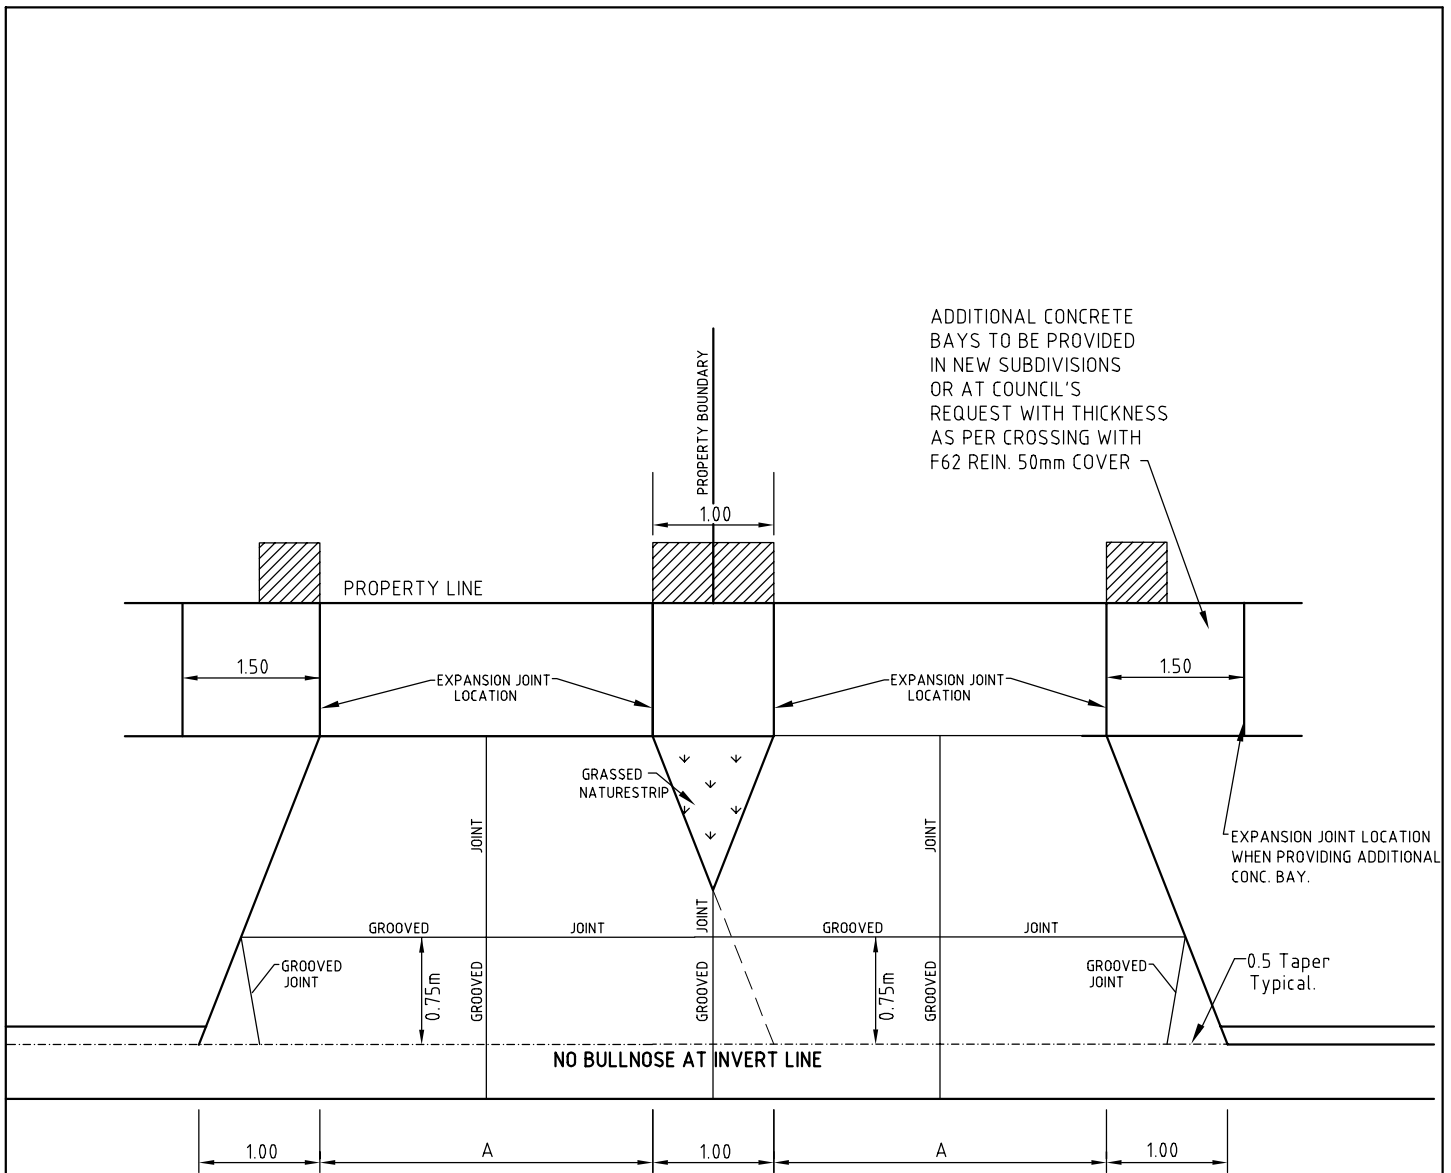 ADDITIONAL CONCRETE
BAYS TO BE PROVIDED
IN NEW SUBDIVISIONS
OR AT COUNCIL'S
REQUEST WITH THICKNESS
AS PER CROSSING WITH
F62 REIN. 50mm COVER
PROPERTY BOUNDARY
1.00
PROPERTY LINE
1.50
EXPANSION JOINT
LOCATION
EXPANSION JOINT
LOCATION
1.50
GRASSED
NATURESTRIP
JOINT
JOINT
EXPANSION JOINT LOCATION
WHEN PROVIDING ADDITIONAL
CONC. BAY.
GROOVED
JOINT
JOINT
GROOVED
JOINT
GROOVED
JOINT
0.75m
GROOVED
GROOVED
0.75m
GROOVED
GROOVED
JOINT
0.5 Taper
Typical.
NO BULLNOSE AT INVERT LINE
1.00
A
1.00
A
1.00